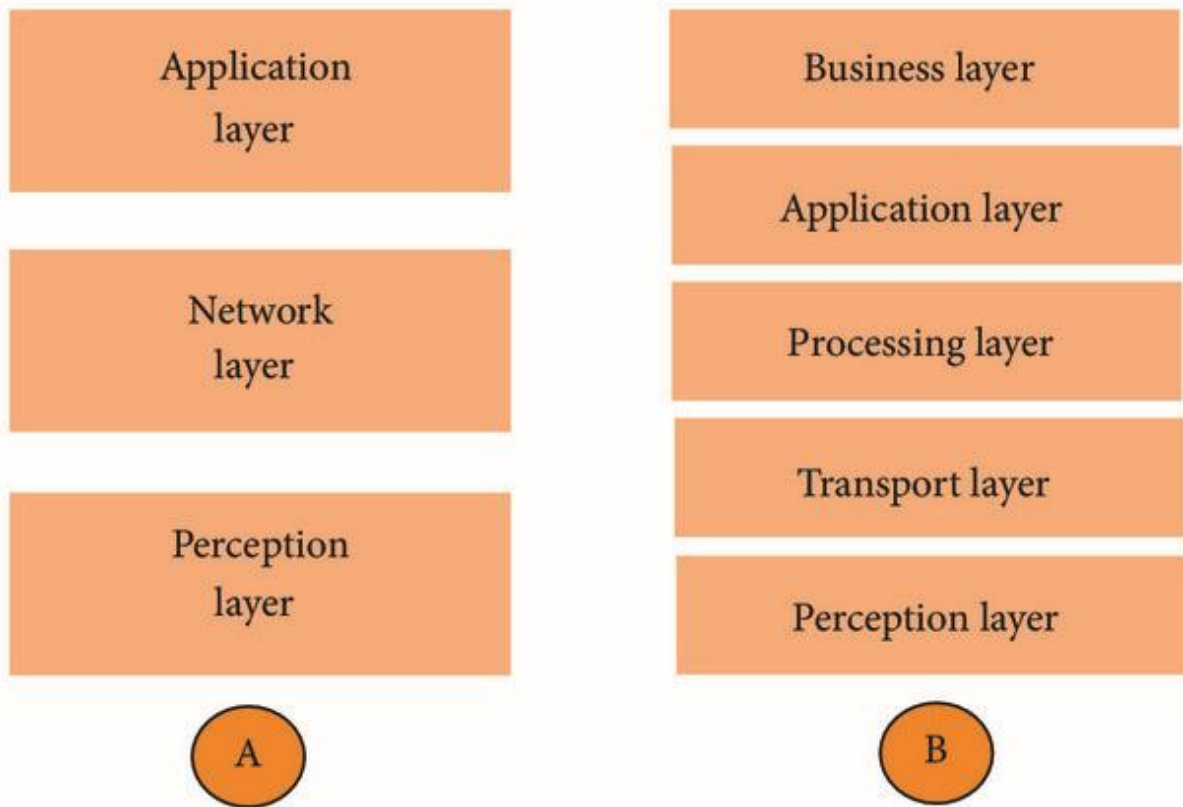 Application
layer
Network
layer
Perception
layer
A
Business layer
Application layer
Processing layer
Transport layer
Perception layer
B